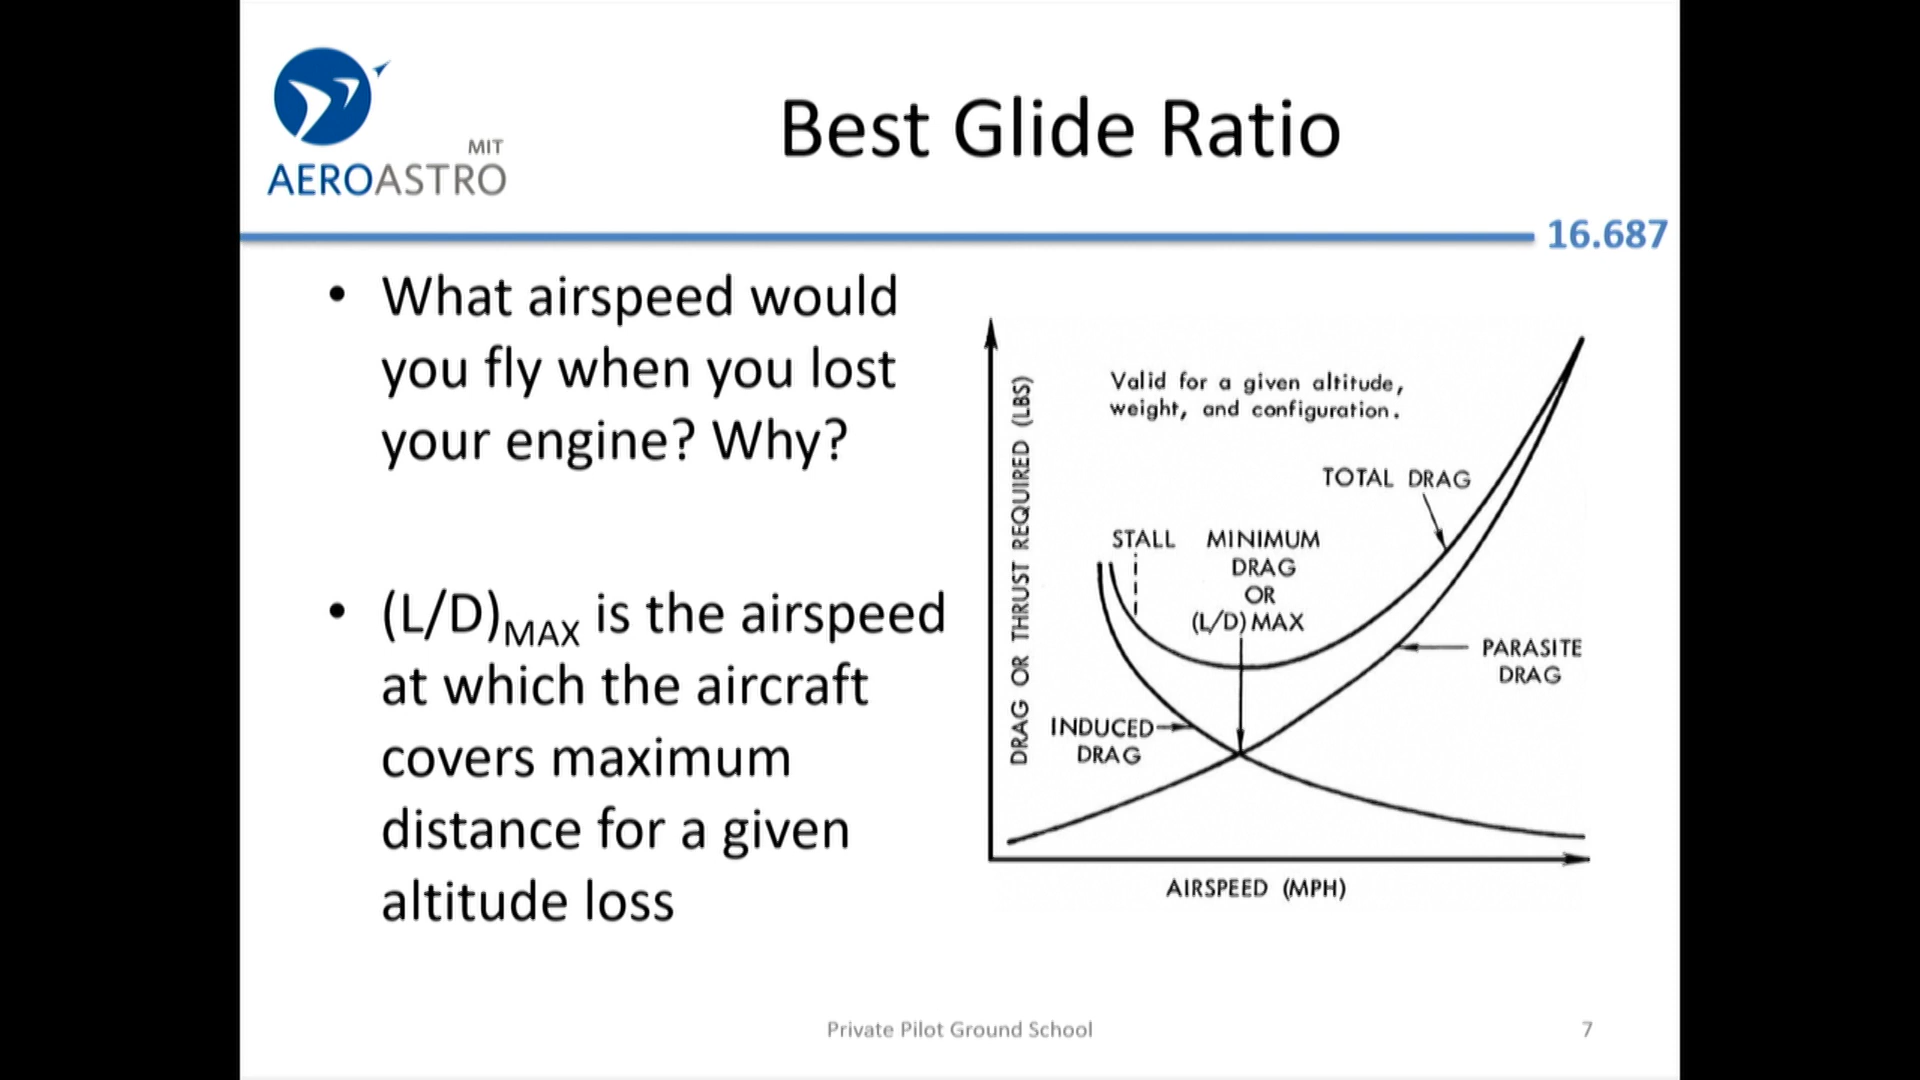 MIT
AEROASTRO
Best Glide Ratio
16.687
• What airspeed would
you fly when you lost
your engine? Why?
• (L/D)MAX is the airspeed
at which the aircraft
covers maximum
distance for a given
altitude loss
DRAG OR THRUST REQUIRED (LBS)
Valid for a given altitude,
weight, and configuration.
TOTAL DRAG
STALL
MINIMUM
DRAG
OR
(L/D) MAX
PARASITE
DRAG
INDUCED
DRAG
AIRSPEED (MPH)
Private Pilot Ground School
7